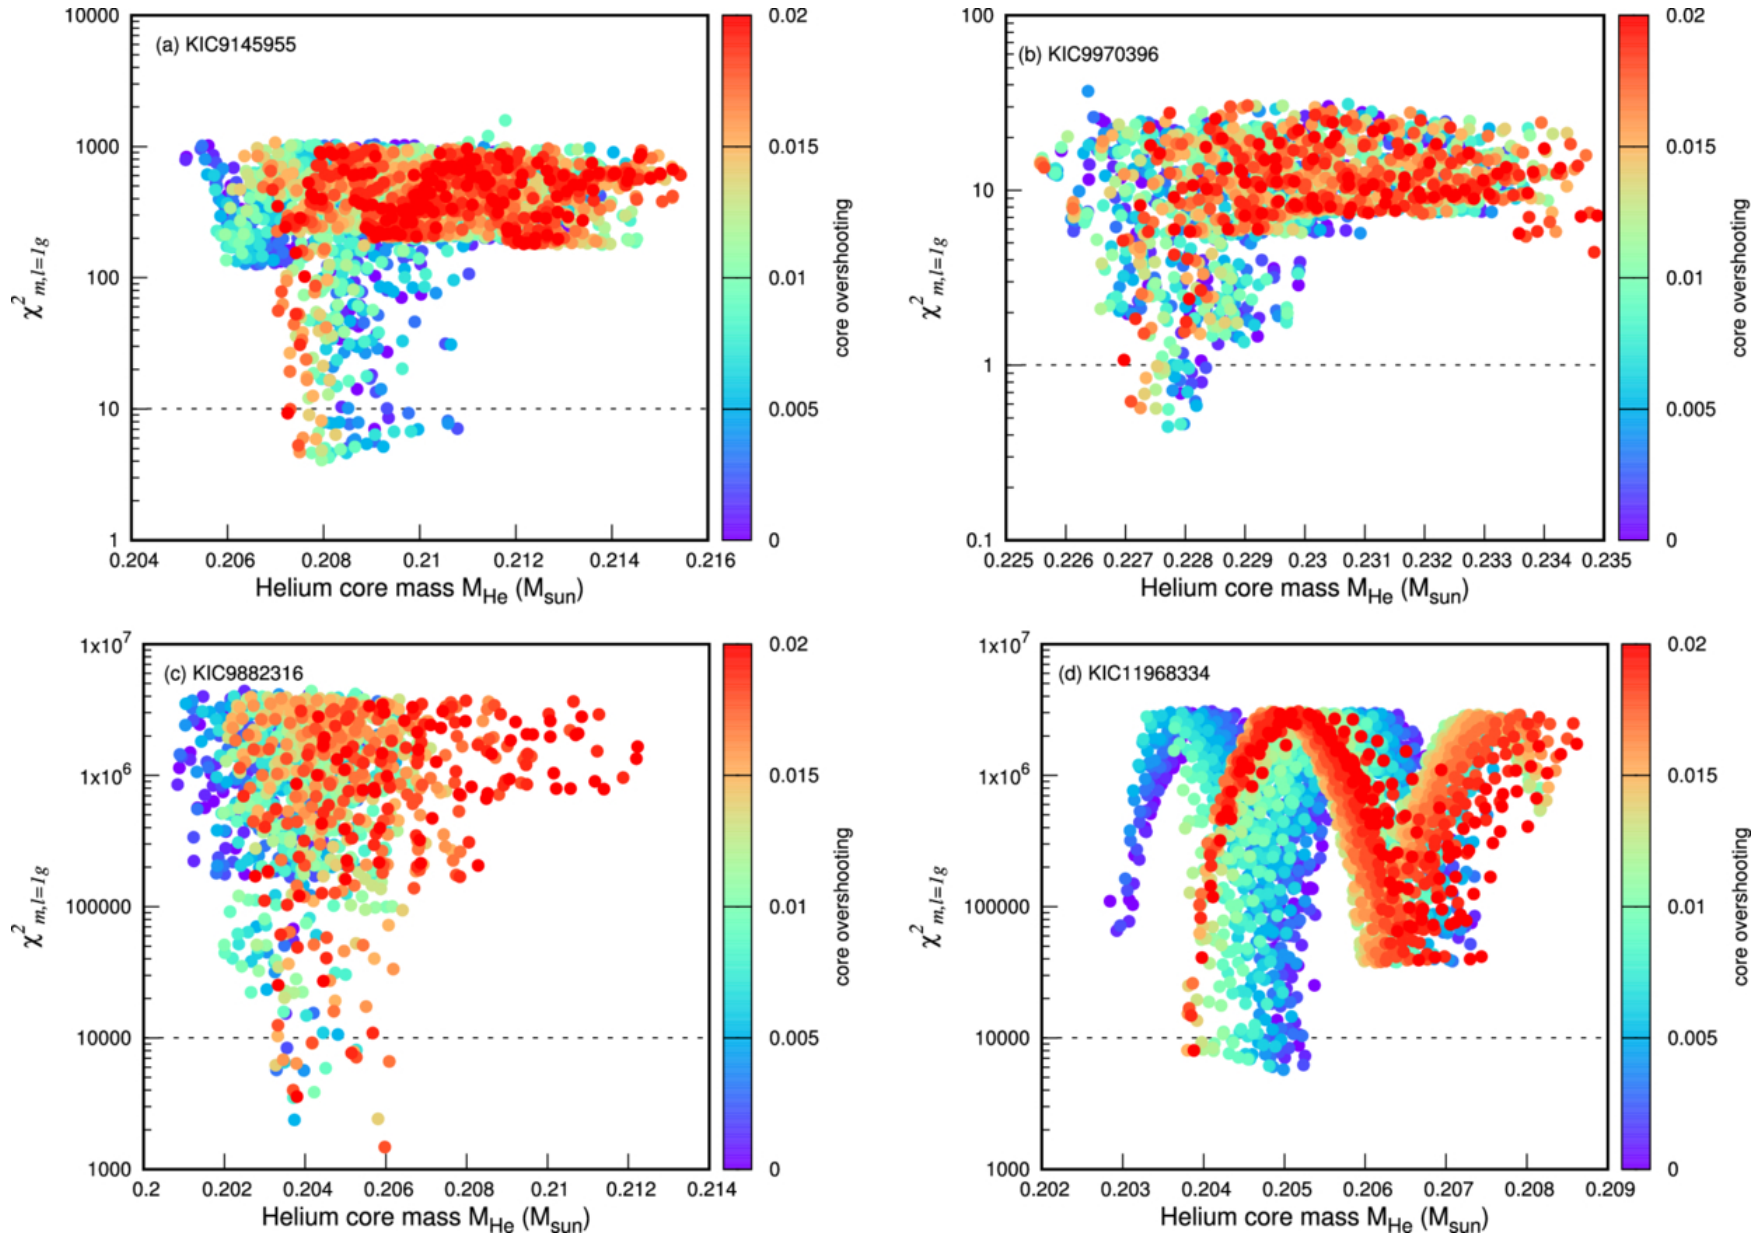 (a) KIC9145955
10000
1000
100
10
1
χ²m,l=1g
0.204 0.206 0.208 0.21 0.212 0.214 0.216
Helium core mass MHe (Msun)
0.02
0.015
0.01
0.005
0
core overshooting
(b) KIC9970396
100
10
1
0.1
χ²m,l=1g
0.225 0.226 0.227 0.228 0.229 0.23 0.231 0.232 0.233 0.234 0.235
Helium core mass MHe (Msun)
0.02
0.015
0.01
0.005
0
core overshooting
(c) KIC9882316
1x10⁷
1x10⁶
100000
10000
1000
χ²m,l=1g
0.2 0.202 0.204 0.206 0.208 0.21 0.212 0.214
Helium core mass MHe (Msun)
0.02
0.015
0.01
0.005
0
core overshooting
(d) KIC11968334
1x10⁷
1x10⁶
100000
10000
1000
χ²m,l=1g
0.202 0.203 0.204 0.205 0.206 0.207 0.208 0.209
Helium core mass MHe (Msun)
0.02
0.015
0.01
0.005
0
core overshooting